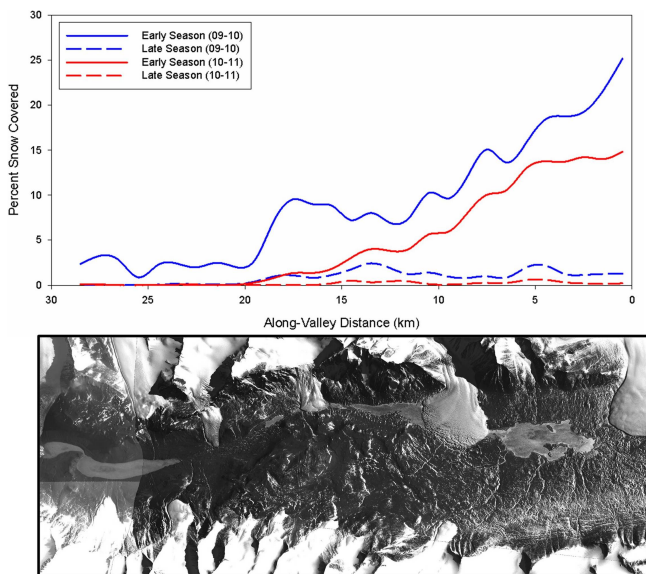 30
25
20
15
10
5
0
Percent Snow Covered
Early Season (09-10)
Late Season (09-10)
Early Season (10-11)
Late Season (10-11)
30 25 20 15 10 5 0
Along-Valley Distance (km)